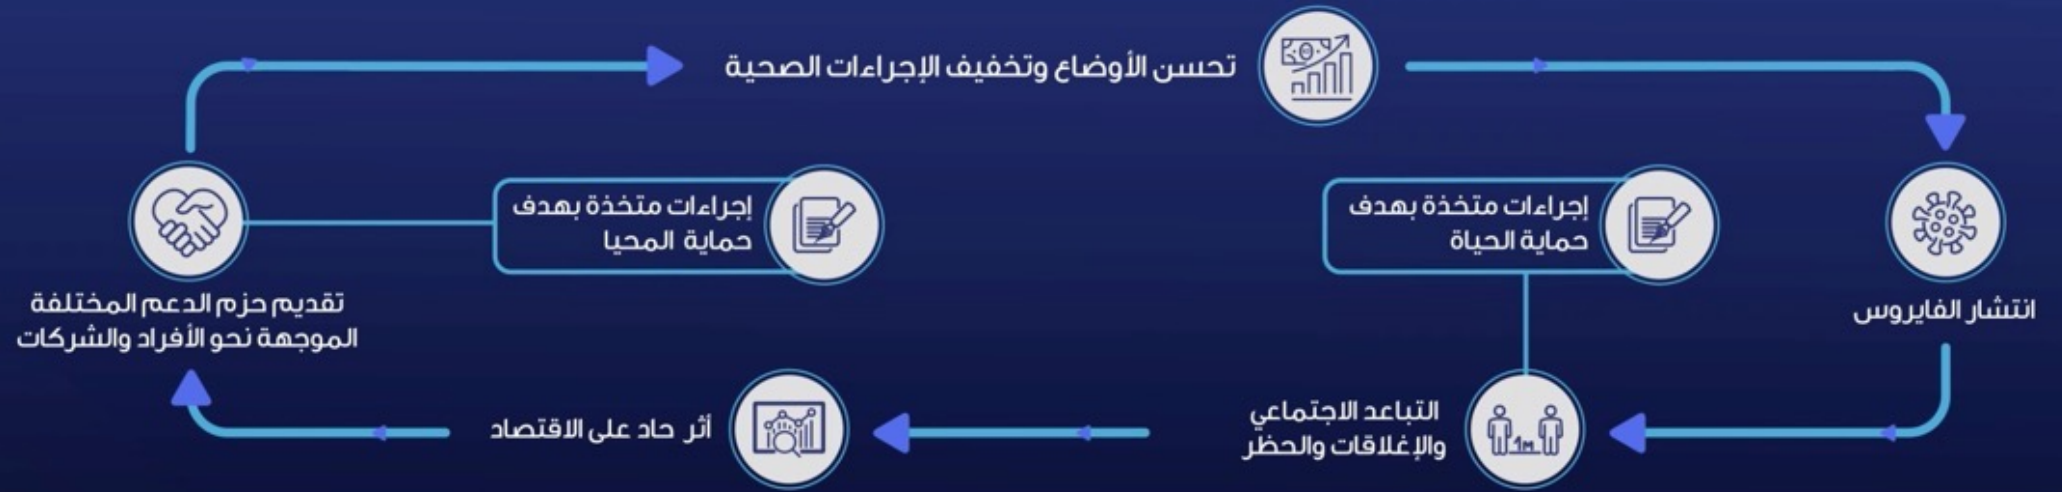 تحسن الأوضاع وتخفيف الإجراءات الصحية
انتشار الفايروس
إجراءات متخذة بهدف
حماية الحياة
التباعد الاجتماعي
والإغلاقات والحظر
1m
أثر حاد على الاقتصاد
إجراءات متخذة بهدف
حماية المحيا
تقديم حزم الدعم المختلفة
الموجهة نحو الأفراد والشركات